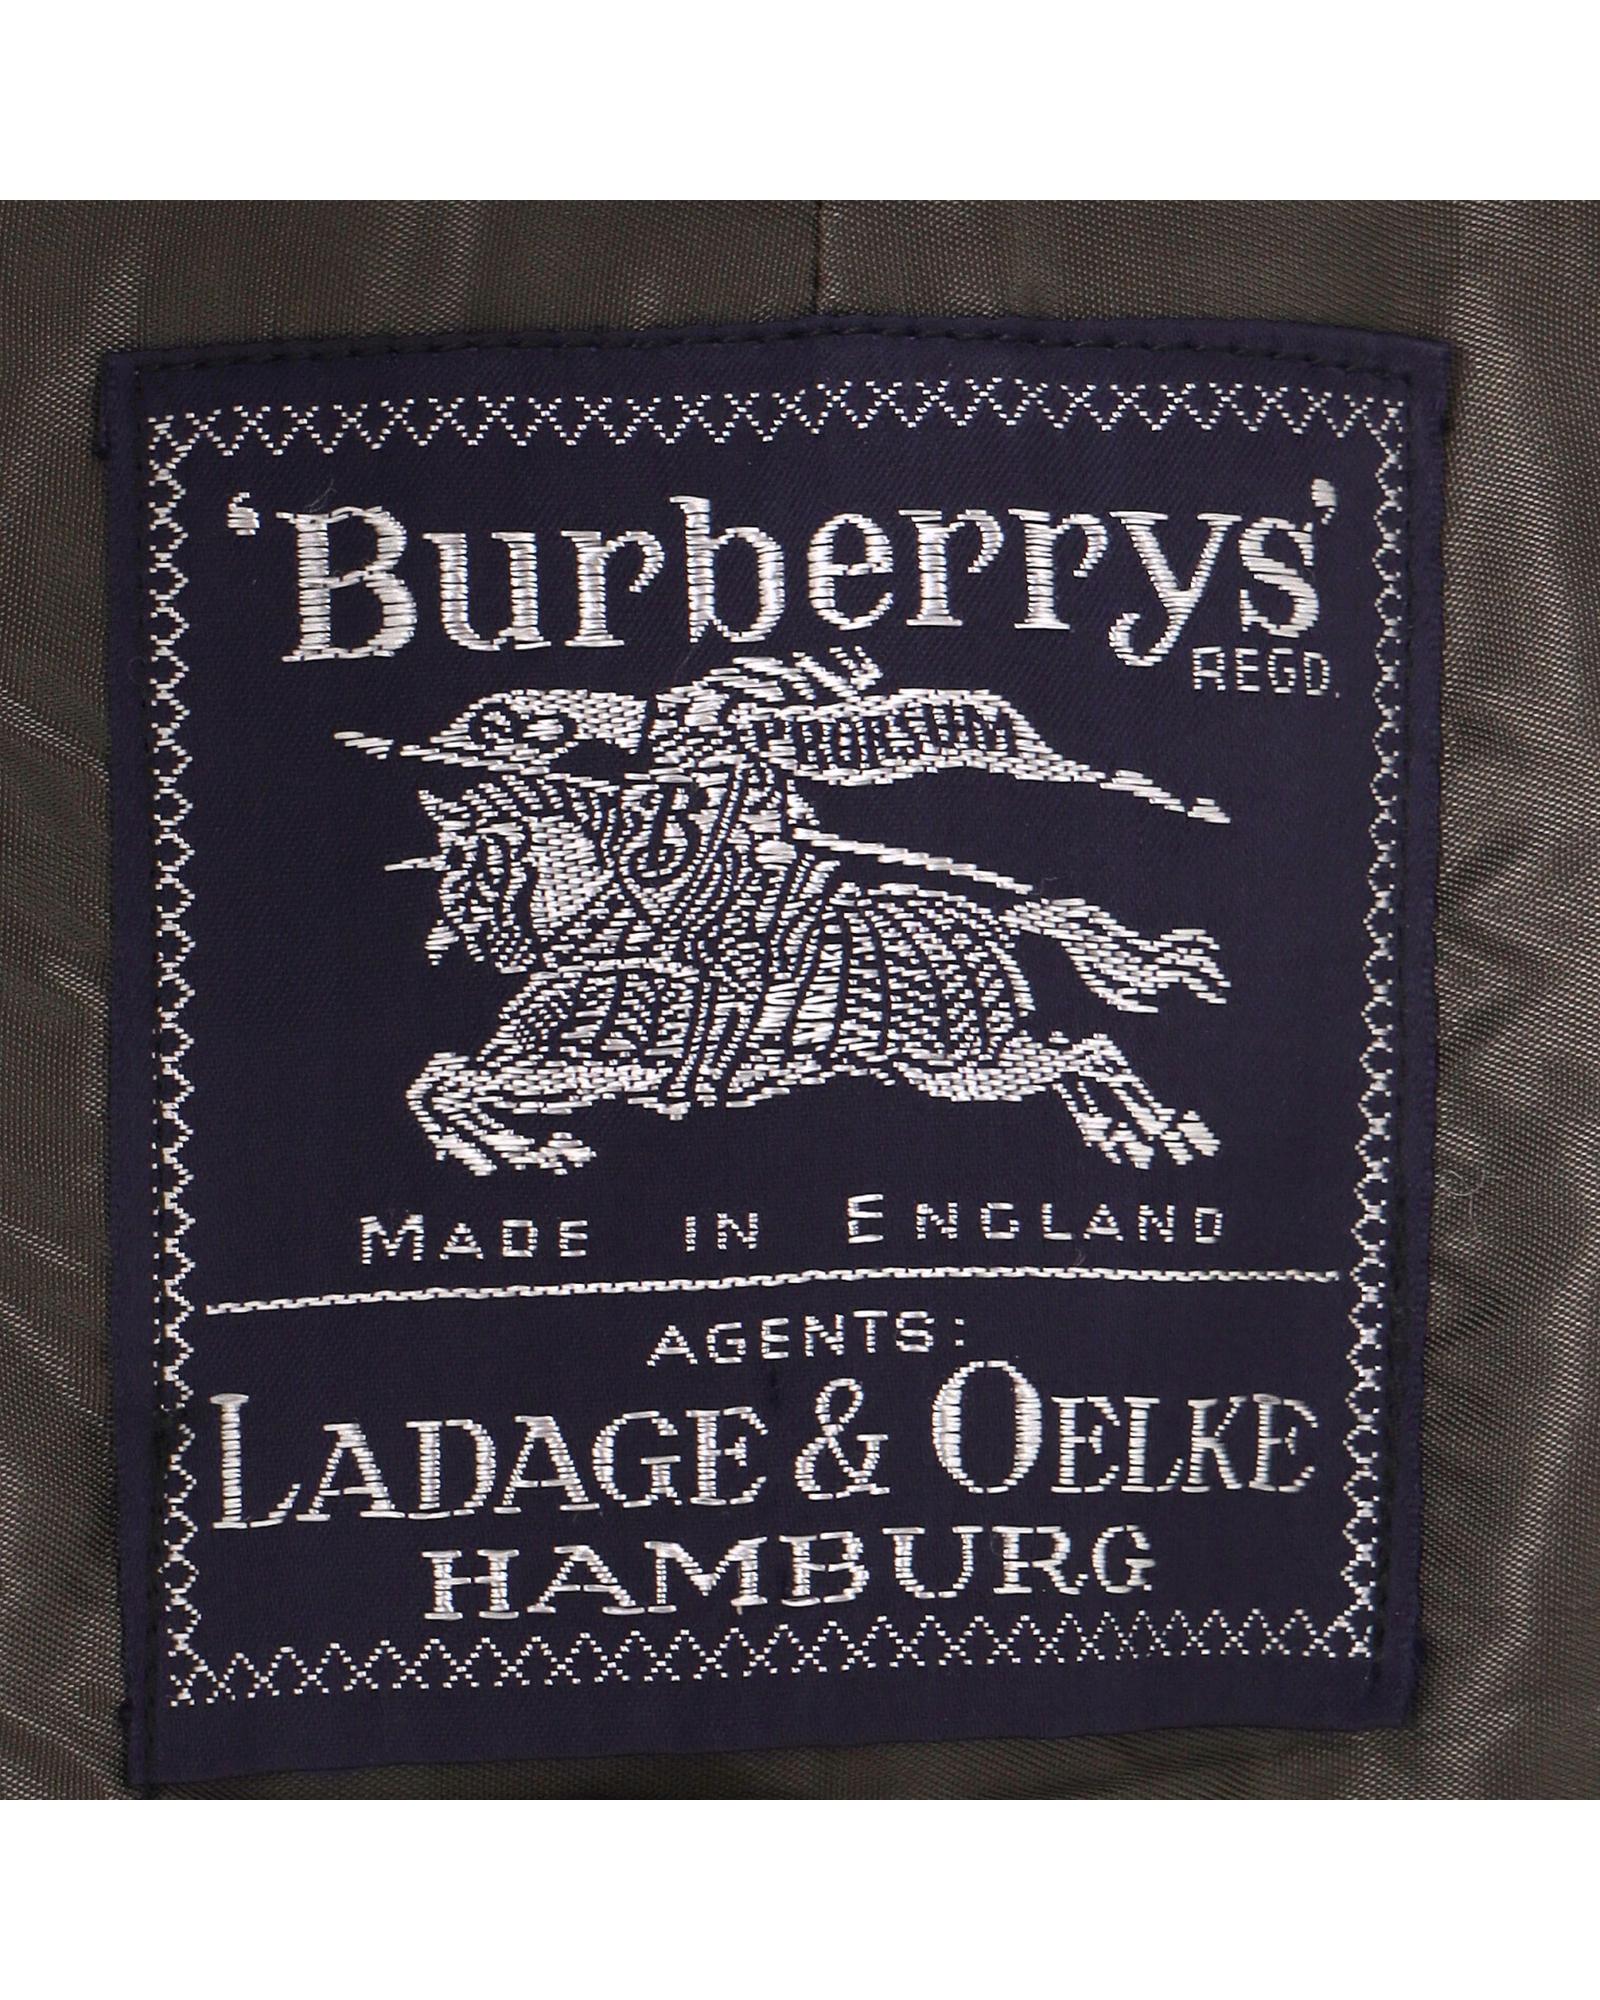 ‘Burberrys’
REGD.
PRORSUM
MADE IN ENGLAND
AGENTS:
LADAGE & OELKE
HAMBURG